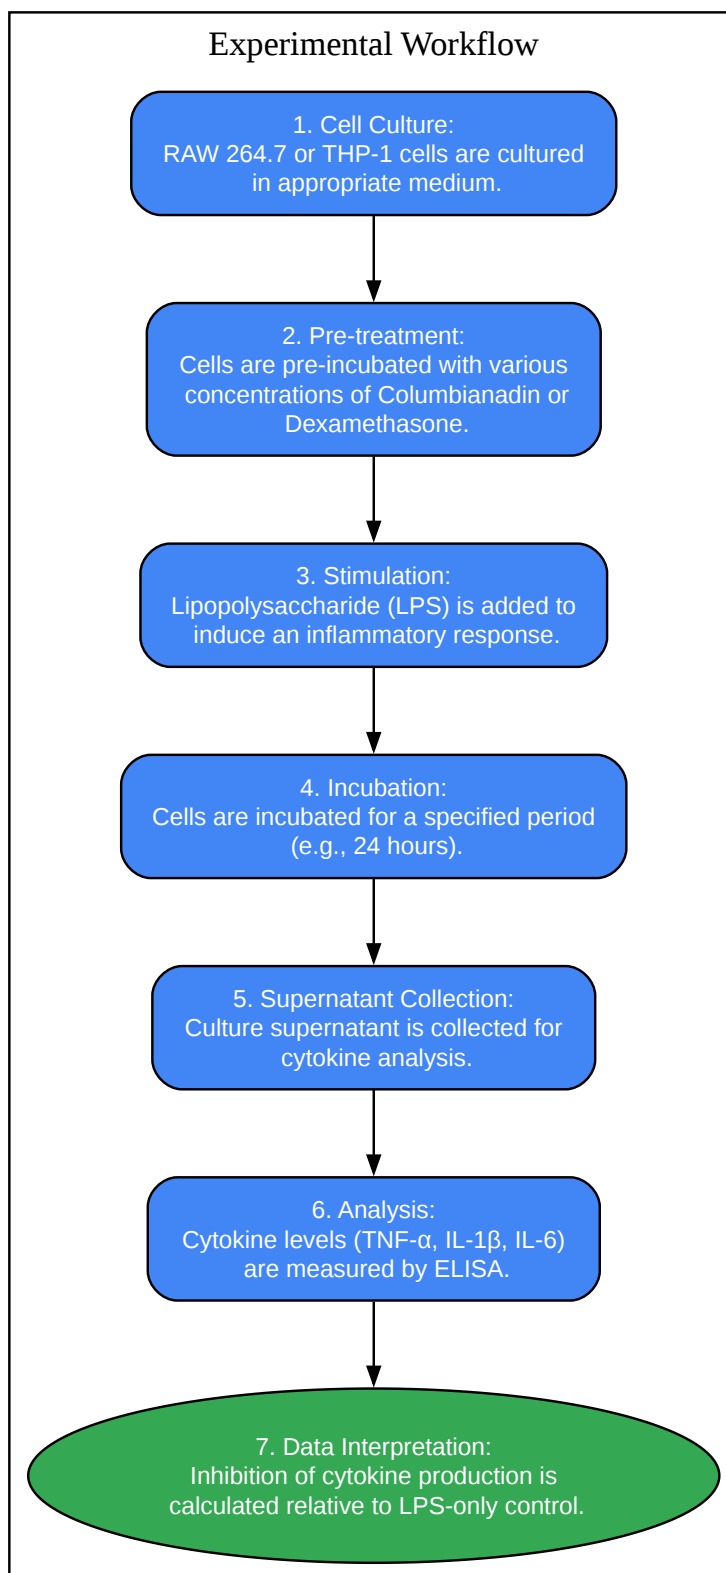 Experimental Workflow
1. Cell Culture:
RAW 264.7 or THP-1 cells are cultured
in appropriate medium.
2. Pre-treatment:
Cells are pre-incubated with various
concentrations of Columbianadin or
Dexamethasone.
3. Stimulation:
Lipopolysaccharide (LPS) is added to
induce an inflammatory response.
4. Incubation:
Cells are incubated for a specified period
(e.g., 24 hours).
5. Supernatant Collection:
Culture supernatant is collected for
cytokine analysis.
6. Analysis:
Cytokine levels (TNF-α, IL-1β, IL-6)
are measured by ELISA.
7. Data Interpretation:
Inhibition of cytokine production is
calculated relative to LPS-only control.